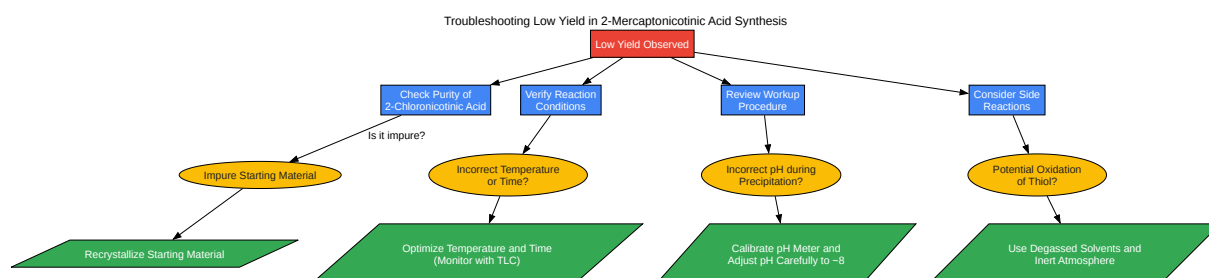 Troubleshooting Low Yield in 2-Mercaptonicotinic Acid Synthesis
Low Yield Observed
Check Purity of
2-Chloronicotinic Acid
Verify Reaction
Conditions
Review Workup
Procedure
Consider Side
Reactions
Is it impure?
Impure Starting Material
Incorrect Temperature
or Time?
Incorrect pH during
Precipitation?
Potential Oxidation
of Thiol?
Recrystallize Starting Material
Optimize Temperature and Time
(Monitor with TLC)
Calibrate pH Meter and
Adjust pH Carefully to ~8
Use Degassed Solvents and
Inert Atmosphere